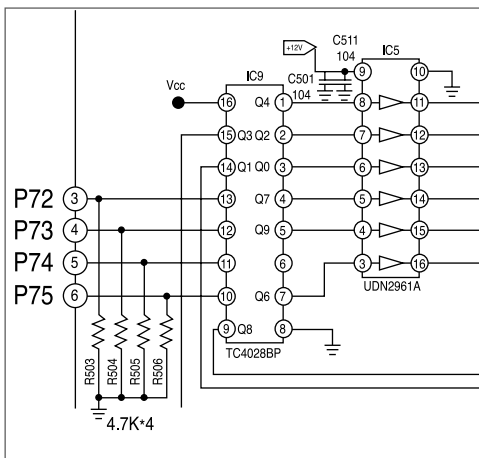 IC9
+12V
C511
104
IC5
C501
104
Vcc
16 Q4 1
15 Q3 Q2 2
14 Q1 Q0 3
13 Q7 4
12 Q9 5
11 6
10 Q6 7
9 Q8 8
TC4028BP
9 10
8 11
7 12
6 13
5 14
4 15
3 16
UDN2961A
P72 3
P73 4
P74 5
P75 6
R503
R504
R505
R506
4.7K*4